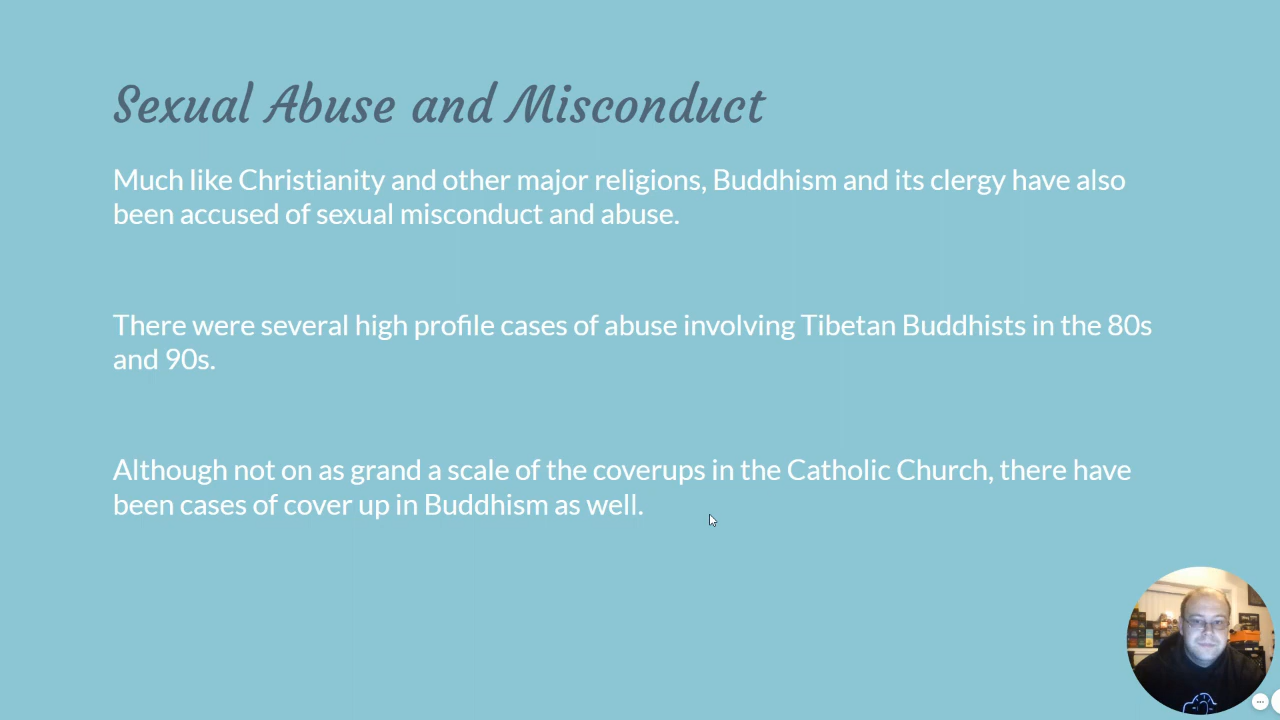 Sexual Abuse and Misconduct
Much like Christianity and other major religions, Buddhism and its clergy have also
been accused of sexual misconduct and abuse.
There were several high profile cases of abuse involving Tibetan Buddhists in the 80s
and 90s.
Although not on as grand a scale of the coverups in the Catholic Church, there have
been cases of cover up in Buddhism as well.